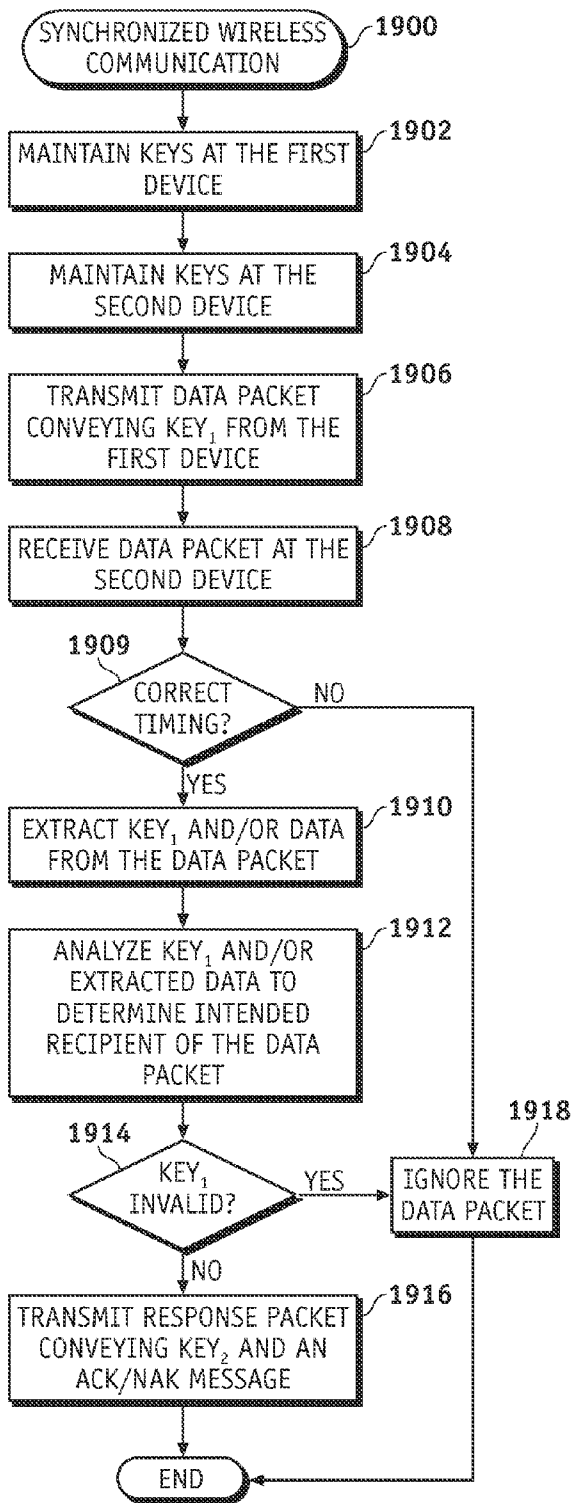 SYNCHRONIZED WIRELESS
COMMUNICATION
1900
1902
MAINTAIN KEYS AT THE FIRST
DEVICE
1904
MAINTAIN KEYS AT THE
SECOND DEVICE
1906
TRANSMIT DATA PACKET
CONVEYING KEY₁ FROM THE
FIRST DEVICE
1908
RECEIVE DATA PACKET AT THE
SECOND DEVICE
1909
CORRECT
TIMING?
NO
YES
1910
EXTRACT KEY₁ AND/OR DATA
FROM THE DATA PACKET
1912
ANALYZE KEY₁ AND/OR
EXTRACTED DATA TO
DETERMINE INTENDED
RECIPIENT OF THE DATA
PACKET
1914
KEY₁
INVALID?
YES
1918
IGNORE THE
DATA PACKET
NO
1916
TRANSMIT RESPONSE PACKET
CONVEYING KEY₂ AND AN
ACK/NAK MESSAGE
END